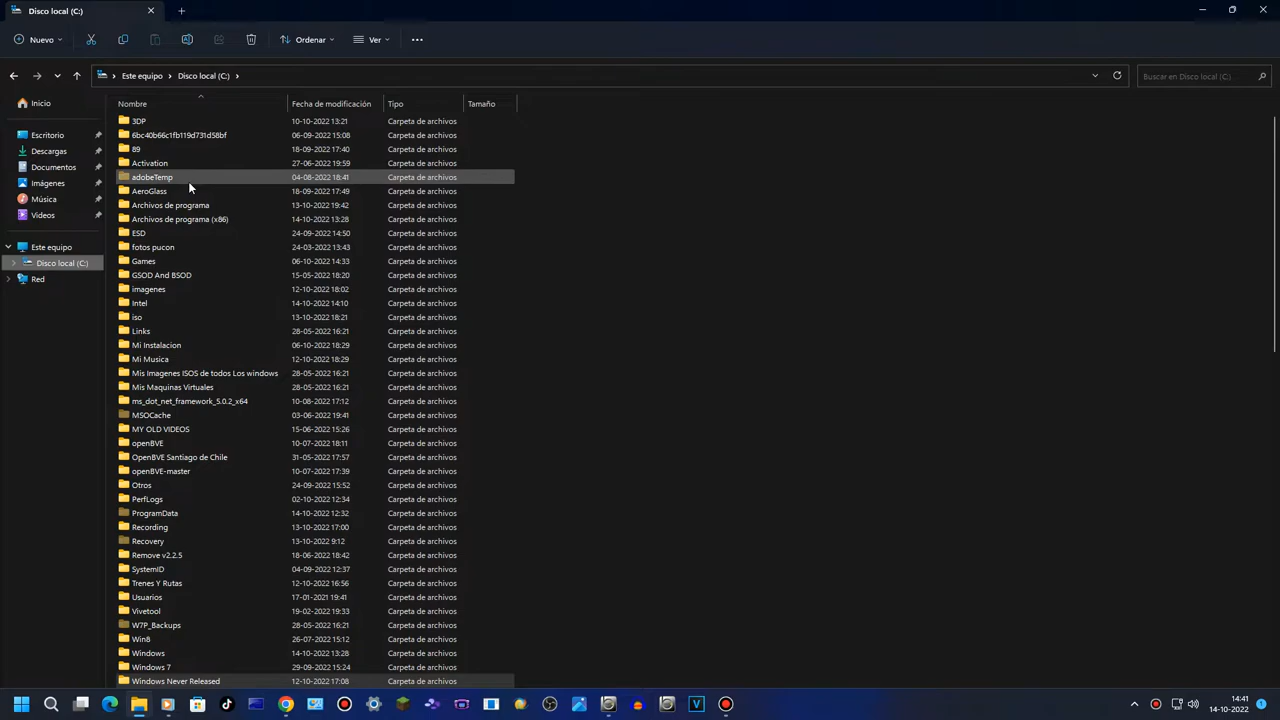 Disco local (C:)
Nuevo
Ordenar
Ver
Este equipo
Disco local (C:)
Buscar en Disco local (C:)
Inicio
Escritorio
Descargas
Documentos
Imágenes
Música
Videos
Este equipo
Disco local (C:)
Red
Nombre Fecha de modificación Tipo Tamaño
3DP 10-10-2022 13:21 Carpeta de archivos
6bc40b66c1fb119d731d58bf 06-09-2022 15:08 Carpeta de archivos
89 18-09-2022 17:40 Carpeta de archivos
Activation 27-06-2022 19:59 Carpeta de archivos
adobeTemp 04-08-2022 18:41 Carpeta de archivos
AeroGlass 18-09-2022 17:49 Carpeta de archivos
Archivos de programa 13-10-2022 19:42 Carpeta de archivos
Archivos de programa (x86) 14-10-2022 13:28 Carpeta de archivos
ESD 24-09-2022 14:50 Carpeta de archivos
fotos pucon 24-03-2022 13:43 Carpeta de archivos
Games 06-10-2022 14:33 Carpeta de archivos
GSOD And BSOD 15-05-2022 18:20 Carpeta de archivos
imagenes 12-10-2022 18:02 Carpeta de archivos
Intel 14-10-2022 14:10 Carpeta de archivos
iso 13-10-2022 18:21 Carpeta de archivos
Links 28-05-2022 16:21 Carpeta de archivos
Mi Instalacion 06-10-2022 18:29 Carpeta de archivos
Mi Musica 12-10-2022 18:29 Carpeta de archivos
Mis Imagenes ISOS de todos Los windows 28-05-2022 16:21 Carpeta de archivos
Mis Maquinas Virtuales 28-05-2022 16:21 Carpeta de archivos
ms_dot_net_framework_5.0.2_x64 10-08-2022 17:12 Carpeta de archivos
MSOCache 03-06-2022 19:41 Carpeta de archivos
MY OLD VIDEOS 15-06-2022 15:26 Carpeta de archivos
openBVE 10-07-2022 18:11 Carpeta de archivos
OpenBVE Santiago de Chile 31-05-2022 17:57 Carpeta de archivos
openBVE-master 10-07-2022 17:39 Carpeta de archivos
Otros 24-09-2022 15:52 Carpeta de archivos
PerfLogs 02-10-2022 12:34 Carpeta de archivos
ProgramData 14-10-2022 12:32 Carpeta de archivos
Recording 13-10-2022 17:00 Carpeta de archivos
Recovery 13-10-2022 9:12 Carpeta de archivos
Remove v2.2.5 18-06-2022 18:42 Carpeta de archivos
SystemID 04-09-2022 12:37 Carpeta de archivos
Trenes Y Rutas 12-10-2022 16:56 Carpeta de archivos
Usuarios 17-01-2021 19:41 Carpeta de archivos
Vivetool 19-02-2022 19:33 Carpeta de archivos
W7P_Backups 28-05-2022 16:21 Carpeta de archivos
Win8 26-07-2022 15:12 Carpeta de archivos
Windows 14-10-2022 13:28 Carpeta de archivos
Windows 7 29-09-2022 15:24 Carpeta de archivos
Windows Never Released 12-10-2022 17:08 Carpeta de archivos
14:41
14-10-2022